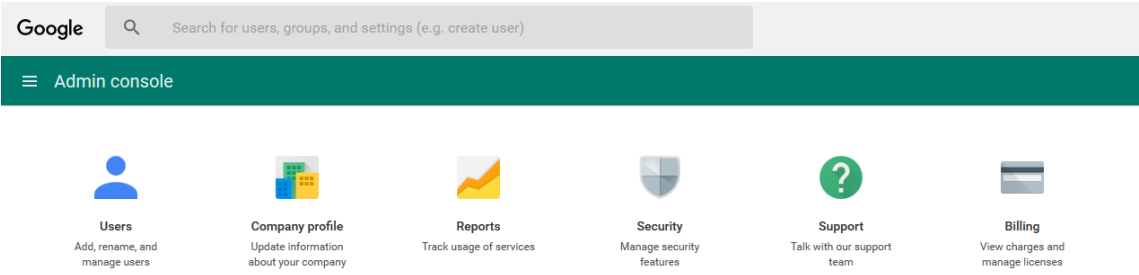 Google
Search for users, groups, and settings (e.g. create user)
Admin console
Users
Add, rename, and
manage users
Company profile
Update information
about your company
Reports
Track usage of services
Security
Manage security
features
Support
Talk with our support
team
Billing
View charges and
manage licenses